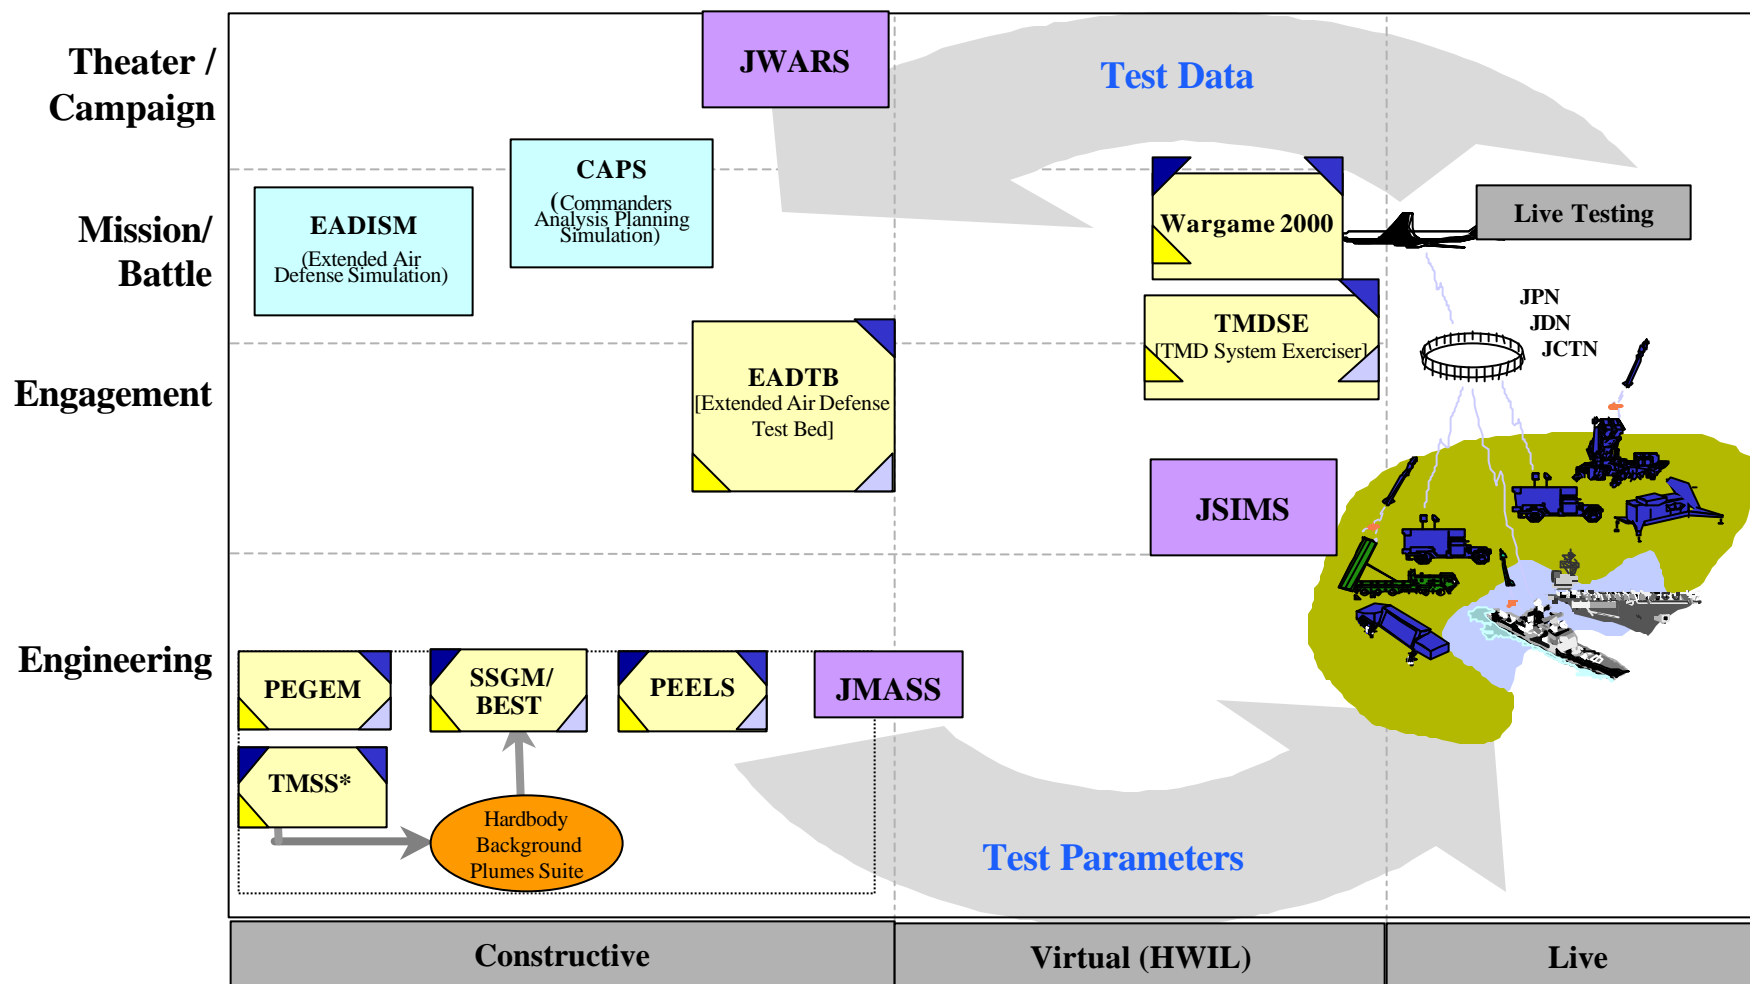 Theater /
Campaign
JWARS
Test Data
CAPS
(Commanders
Analysis Planning
Simulation)
Mission/
Battle
EADISM
(Extended Air
Defense Simulation)
Wargame 2000
Live Testing
JPN
JDN
JCTN
TMDSE
[TMD System Exerciser]
Engagement
EADTB
[Extended Air Defense
Test Bed]
JSIMS
Engineering
PEGEM
SSGM/
BEST
PEELS
JMASS
TMSS*
Hardbody
Background
Plumes Suite
Test Parameters
Constructive
Virtual (HWIL)
Live